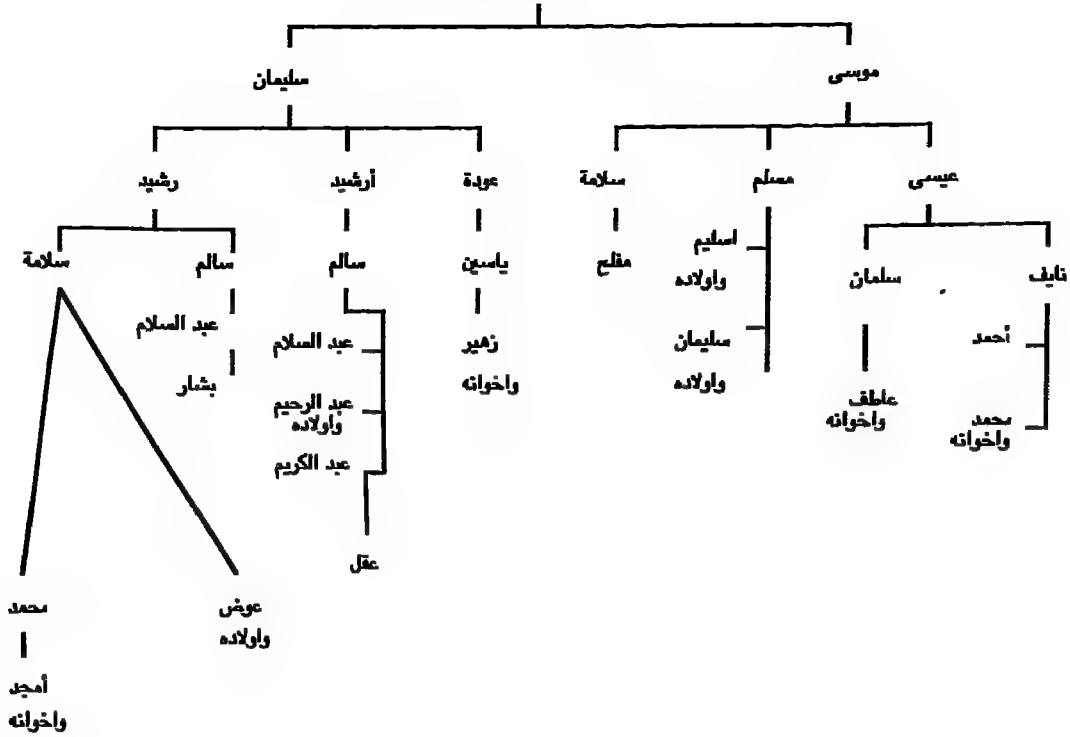 موسى
سليمان
عيسى
مسلم
سلامة
عودة
أرشيد
رشيد
نايف
سلمان
اسليم
واولاده
مفلح
ياسين
سالم
سالم
سلامة
أحمد
سليمان
واولاده
زهير
واخوانه
عبد السلام
عبد السلام
بشار
محمد
واخوانه
عاطف
واخوانه
عبد الرحيم
واولاده
عبد الكريم
عقل
عوض
واولاده
محمد
أمجد
واخوانه